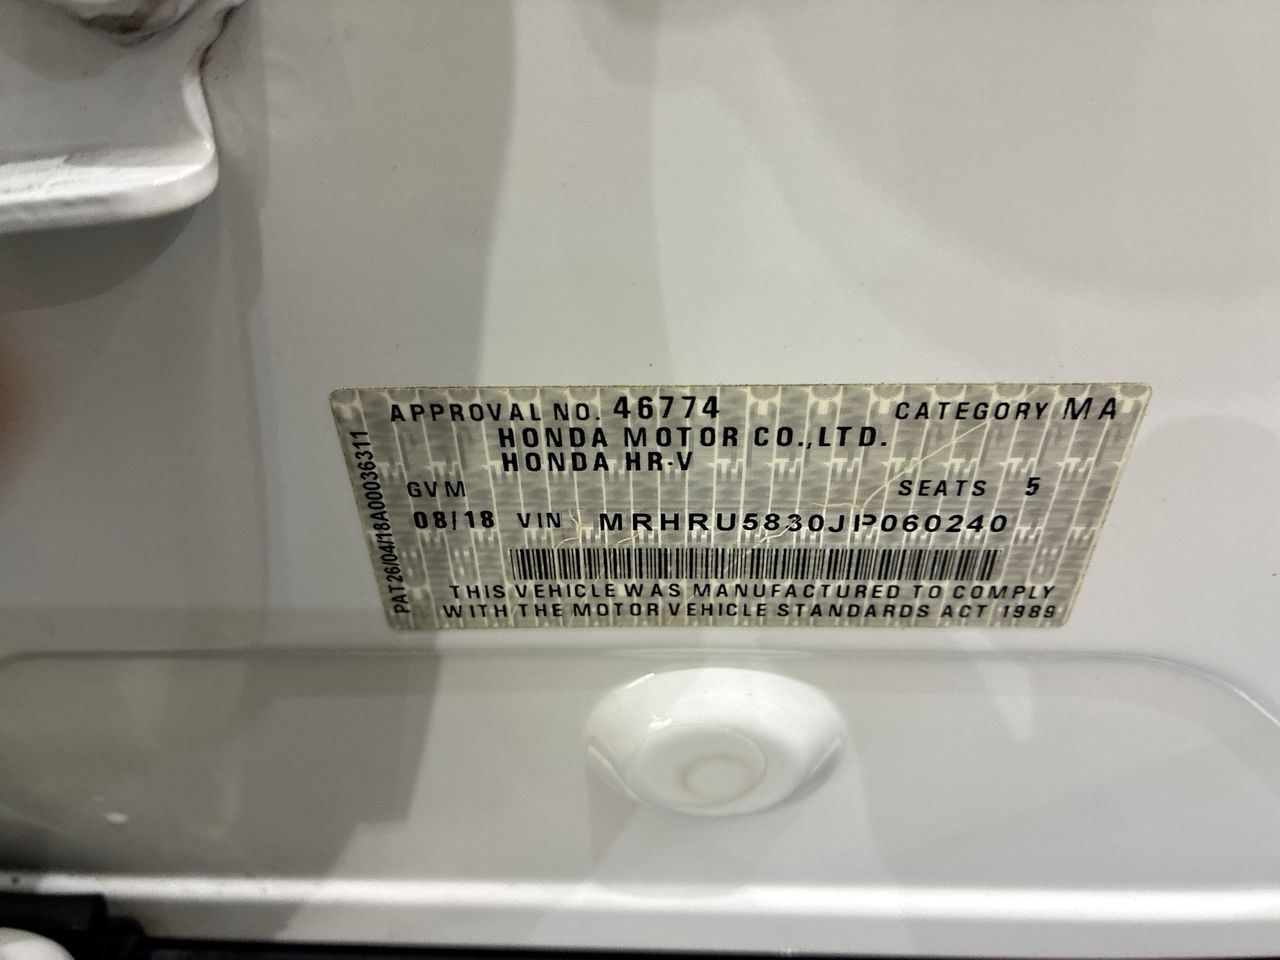 APPROVAL NO. 46774 CATEGORY MA
HONDA MOTOR CO.,LTD.
HONDA HR-V
GVM SEATS 5
08/18 VIN MRHRU5830JP060240
THIS VEHICLE WAS MANUFACTURED TO COMPLY
WITH THE MOTOR VEHICLE STANDARDS ACT 1989
PAT26/04/18A00036311